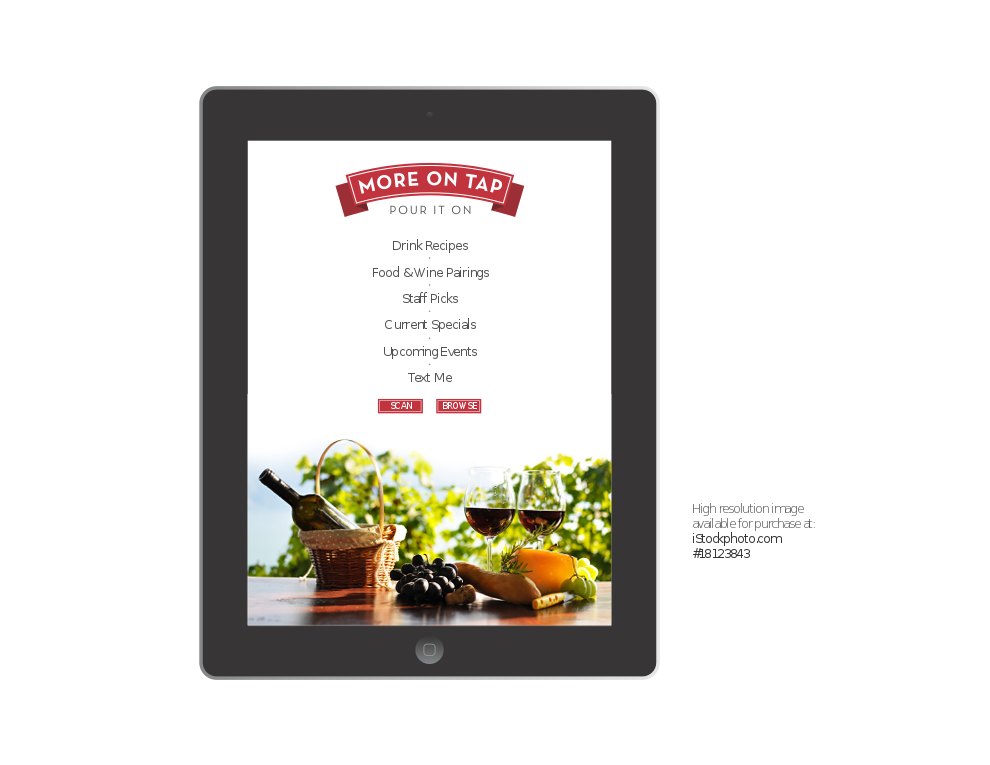 MORE ON TAP
POUR IT ON
Drink Recipes
Food & Wine Pairings
Staff Picks
Current Specials
Upcoming Events
Text Me
SCAN BROWSE
High resolution image
available for purchase at:
iStockphoto.com
#18123843